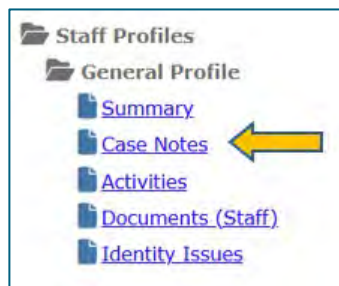 Staff Profiles
General Profile
Summary
Case Notes
Activities
Documents (Staff)
Identity Issues